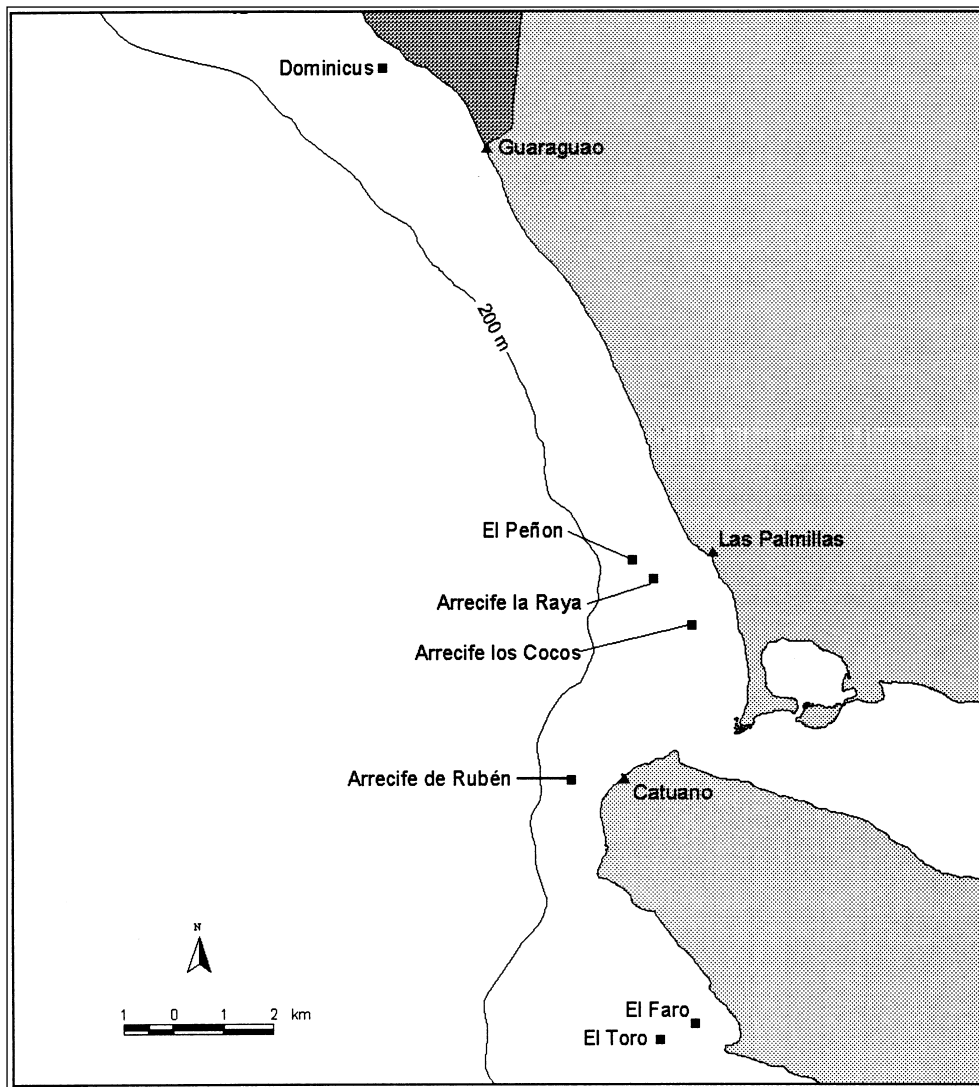 Dominicus
Guaraguao
200 m
El Peñon
Las Palmillas
Arrecife la Raya
Arrecife los Cocos
Arrecife de Rubén
Catuano
N
1 0 1 2 km
El Faro
El Toro